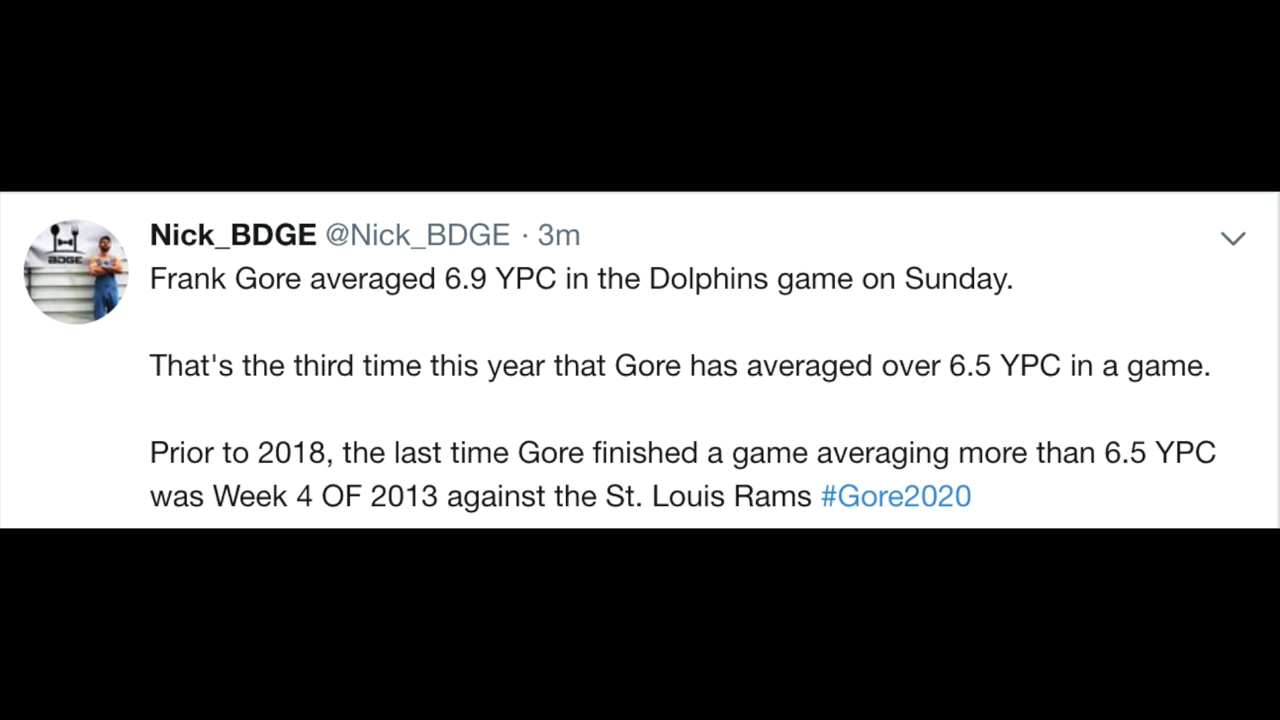 Nick_BDGE @Nick_BDGE · 3m
Frank Gore averaged 6.9 YPC in the Dolphins game on Sunday.
That's the third time this year that Gore has averaged over 6.5 YPC in a game.
Prior to 2018, the last time Gore finished a game averaging more than 6.5 YPC
was Week 4 OF 2013 against the St. Louis Rams #Gore2020
BDGE